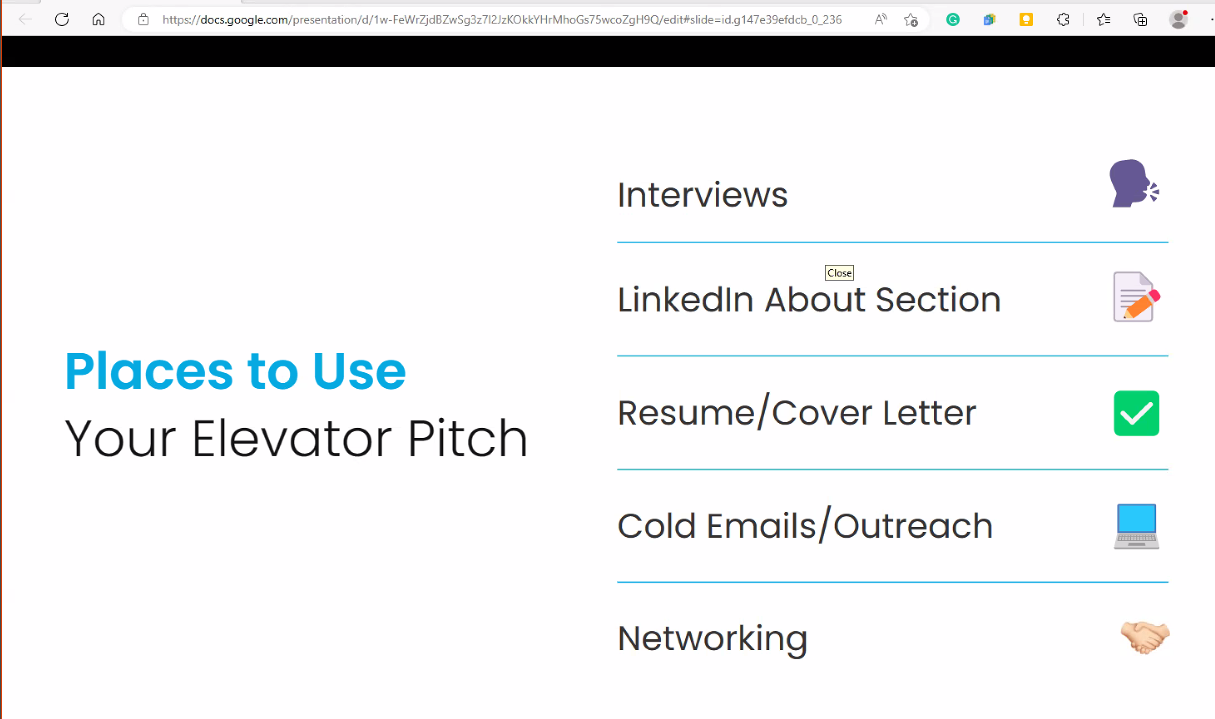 https://docs.google.com/presentation/d/1w-FeWrZjdBZwSg3z7l2JzKOkkYHrMhoGs75wcoZgH9Q/edit#slide=id.g147e39efdcb_0_236
Interviews
Close
LinkedIn About Section
Places to Use
Your Elevator Pitch
Resume/Cover Letter
Cold Emails/Outreach
Networking